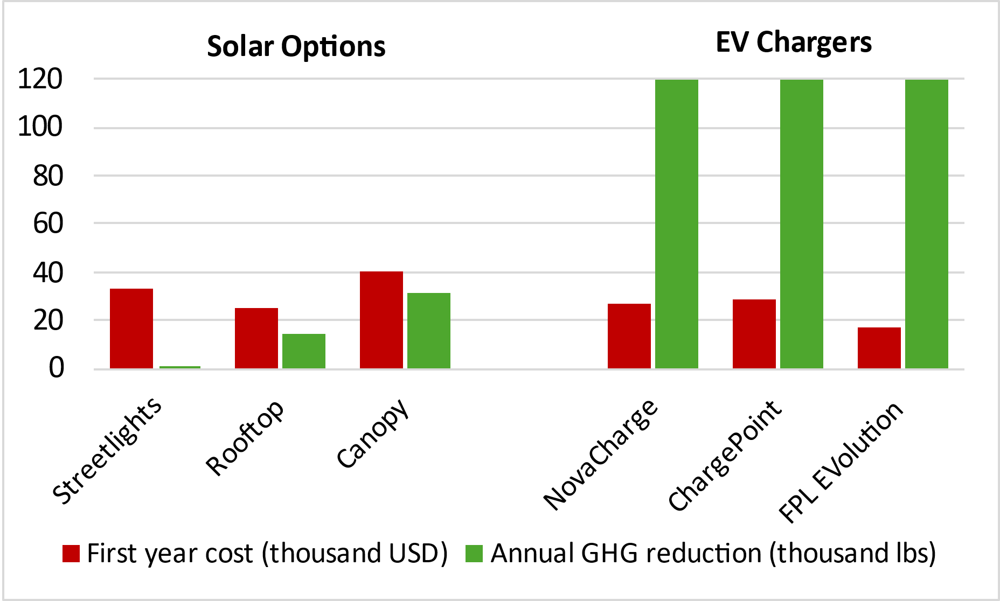 Solar Options
EV Chargers
120
100
80
60
40
20
0
Streetlights
Rooftop
Canopy
NovaCharge
ChargePoint
FPL EVolution
First year cost (thousand USD)
Annual GHG reduction (thousand lbs)